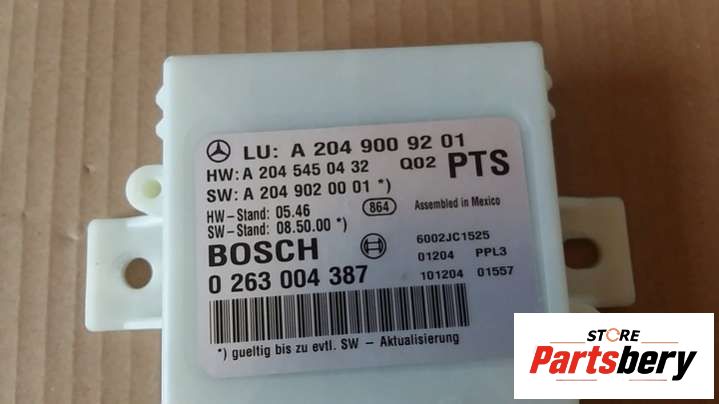 LU: A 204 900 92 01
HW: A 204 545 04 32 Q02 PTS
SW: A 204 902 00 01 *)
HW-Stand: 05.46 864 Assembled in Mexico
SW-Stand: 08.50.00 *)
BOSCH 6002JC1525
01204 PPL3
0 263 004 387 101204 01557
*) gueltig bis zu evtl. SW - Aktualisierung
STORE
Partsbery